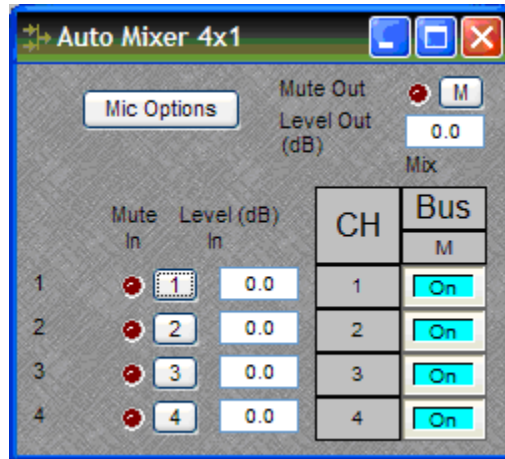 Auto Mixer 4x1
Mic Options
Mute Out
M
Level Out
(dB)
0.0
Mix
Mute
In
Level (dB)
In
CH
Bus
M
1
1
0.0
1
On
2
2
0.0
2
On
3
3
0.0
3
On
4
4
0.0
4
On